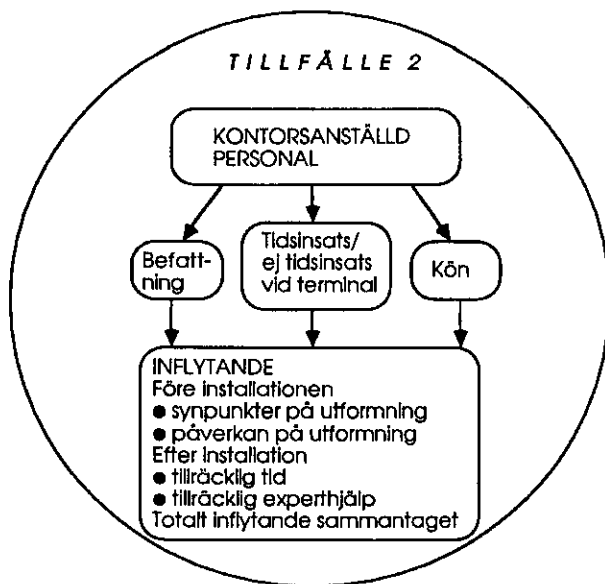 TILLFÄLLE 2
KONTORSANSTÄLLD
PERSONAL
Befatt-
ning
Tidsinsats/
ej tidsinsats
vid terminal
Kön
INFLYTANDE
Före installationen
● synpunkter på utformning
● påverkan på utformning
Efter installation
● tillräcklig tid
● tillräcklig experthjälp
Totalt inflytande sammantaget